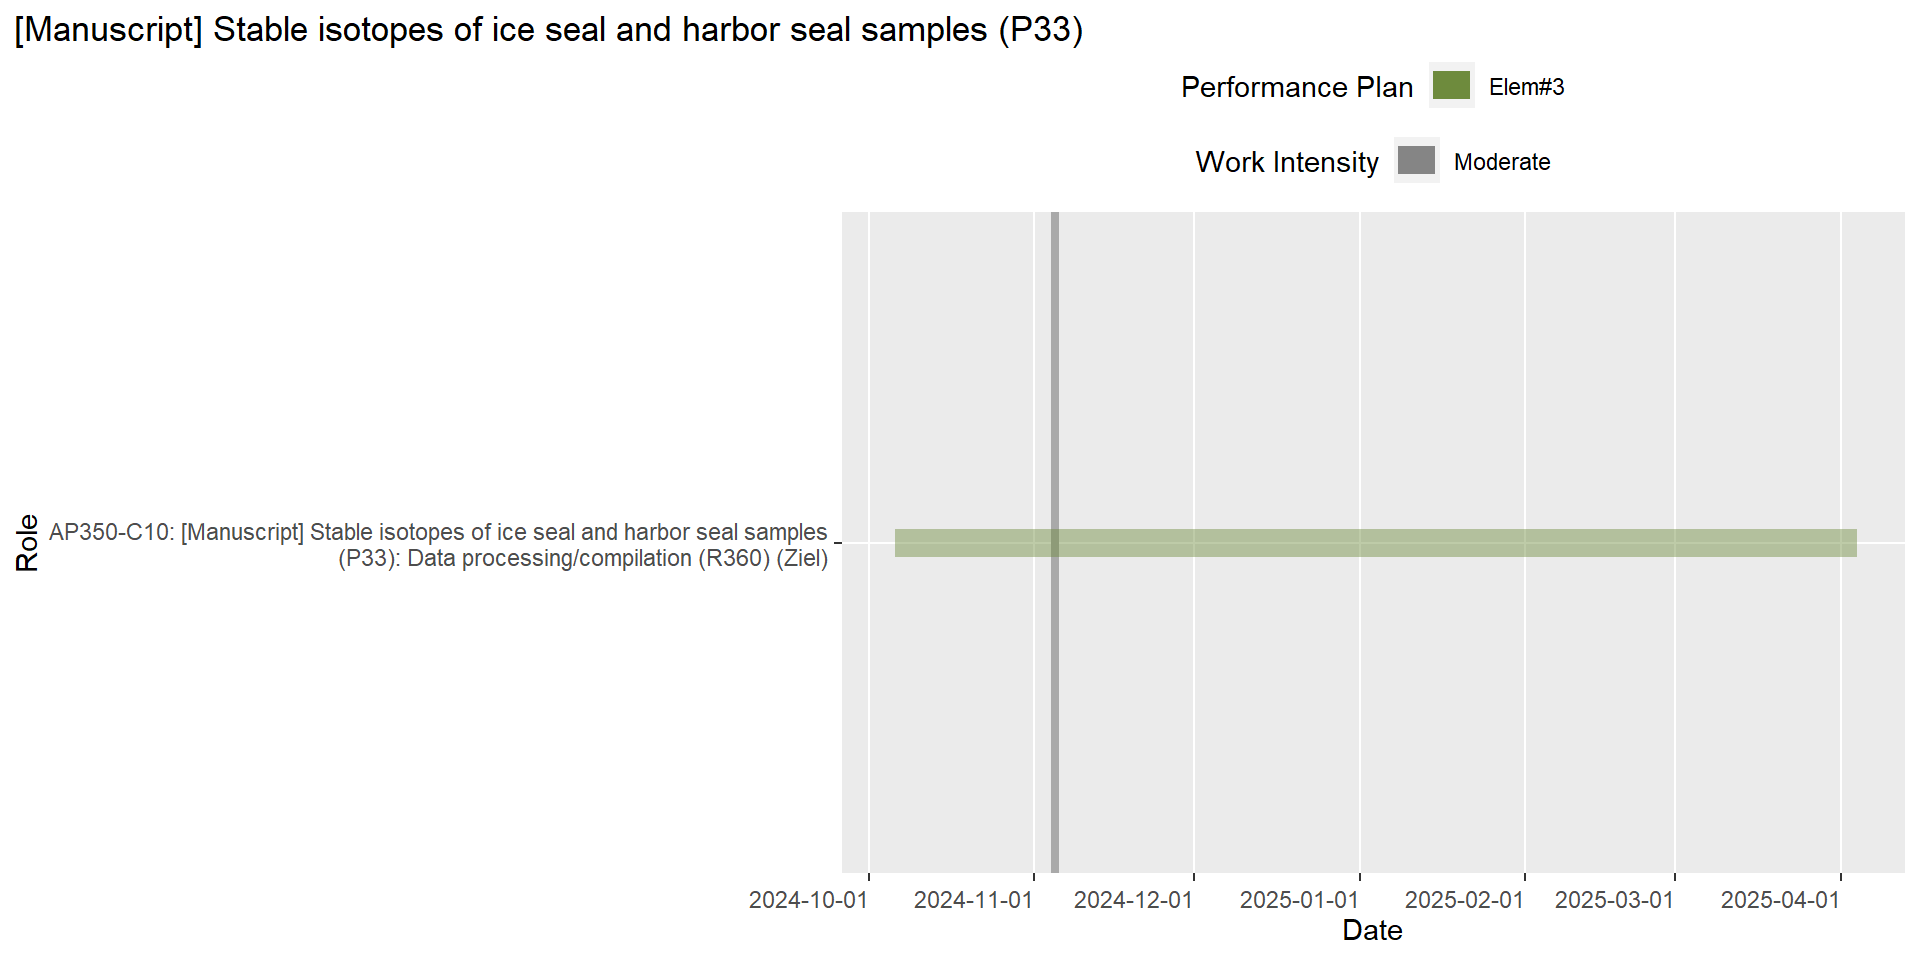 [Manuscript] Stable isotopes of ice seal and harbor seal samples (P33)
Performance Plan Elem#3
Work Intensity Moderate
Role
AP350-C10: [Manuscript] Stable isotopes of ice seal and harbor seal samples
(P33): Data processing/compilation (R360) (Ziel)
2024-10-01 2024-11-01 2024-12-01 2025-01-01 2025-02-01 2025-03-01 2025-04-01
Date